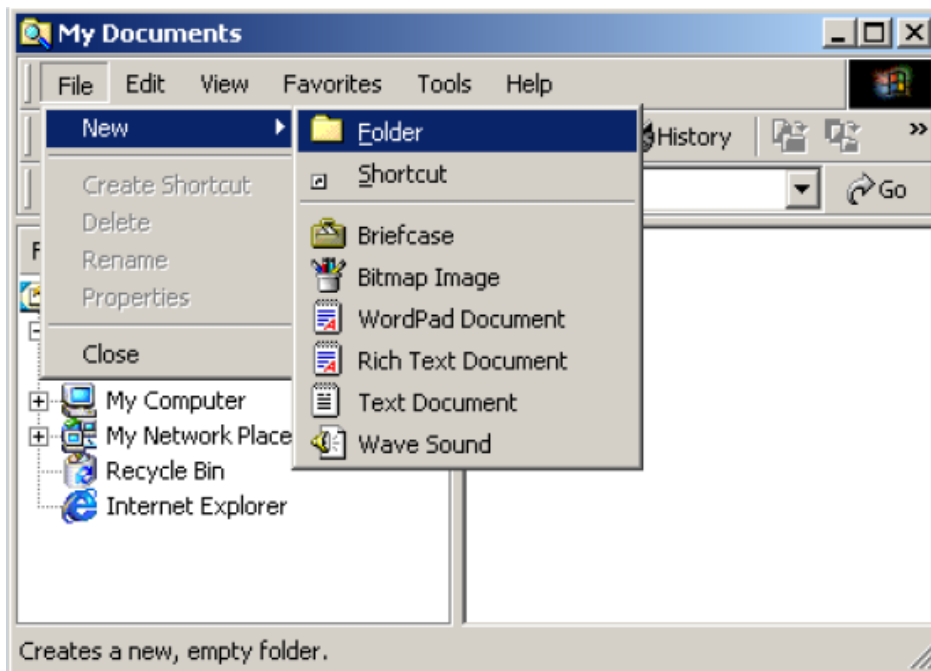 My Documents
File Edit View Favorites Tools Help
New
Folder
History
Shortcut
Create Shortcut
Go
Delete
Briefcase
Rename
Bitmap Image
Properties
WordPad Document
Close
Rich Text Document
My Computer
Text Document
My Network Place
Wave Sound
Recycle Bin
Internet Explorer
Creates a new, empty folder.